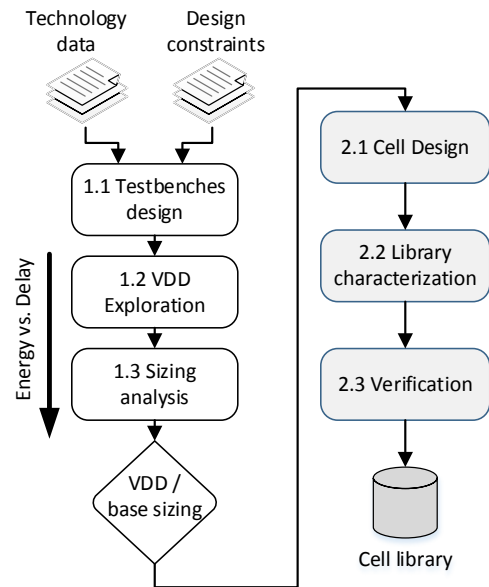 Technology
data
Design
constraints
1.1 Testbenches
design
Energy vs. Delay
1.2 VDD
Exploration
1.3 Sizing
analysis
VDD /
base sizing
2.1 Cell Design
2.2 Library
characterization
2.3 Verification
Cell library